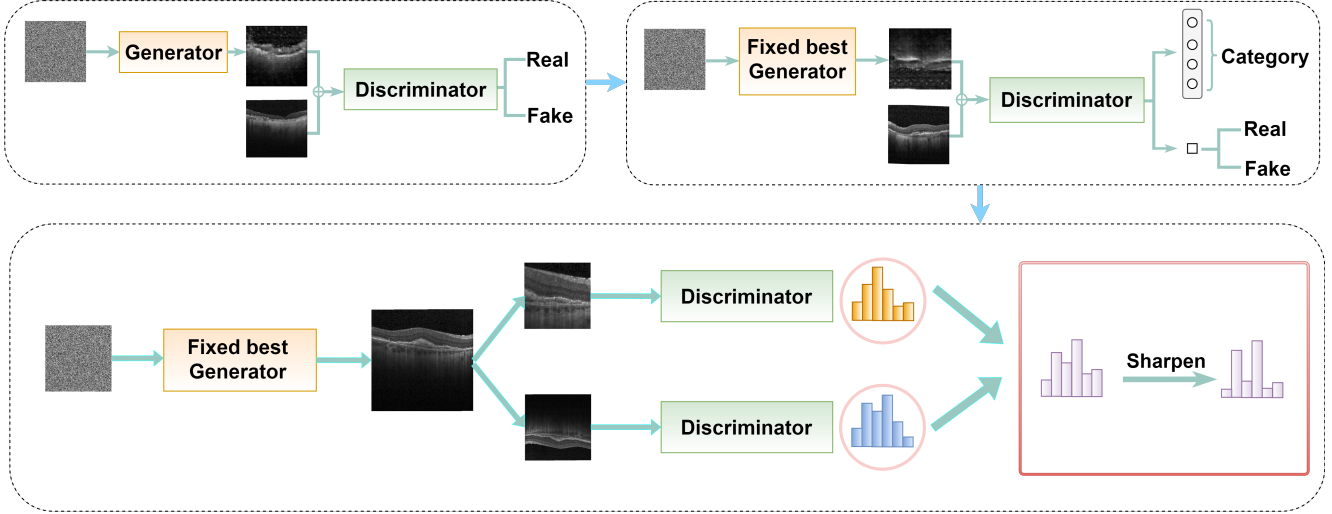 Generator
Discriminator
Real
Fake
Fixed best
Generator
Discriminator
Category
Real
Fake
Fixed best
Generator
Discriminator
Discriminator
Sharpen